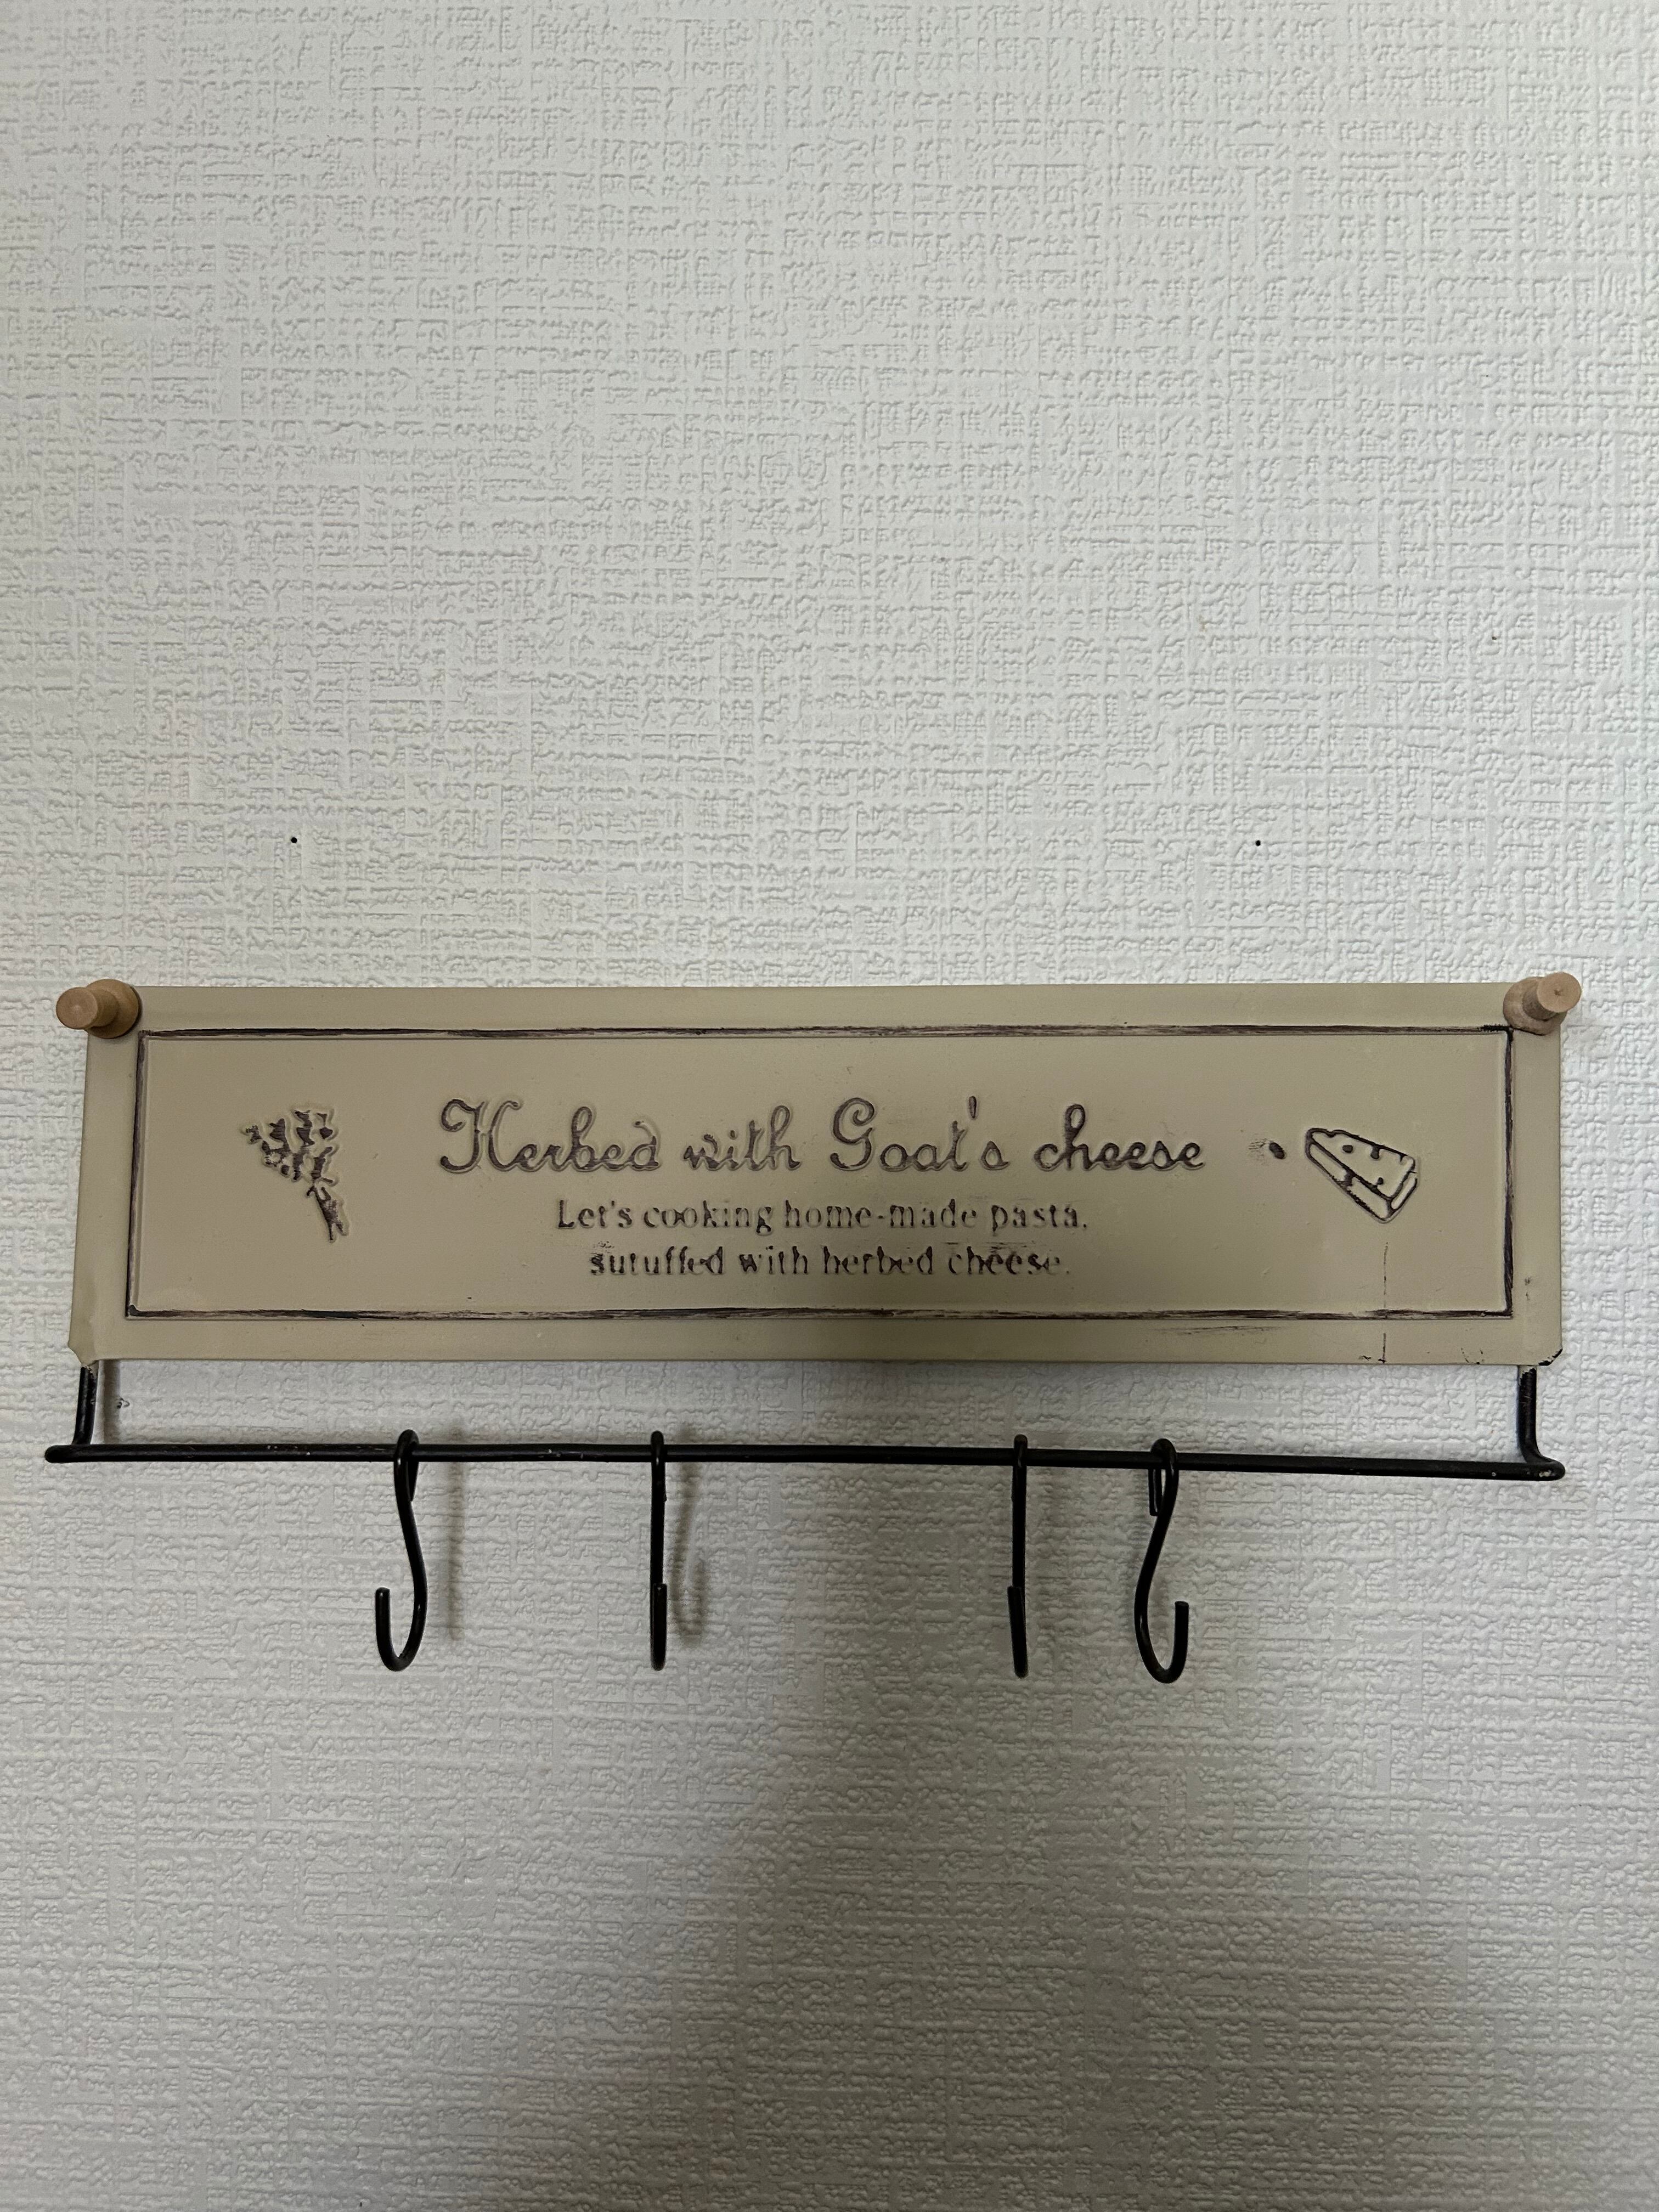 Herbed with Goat's cheese
Let's cooking home-made pasta,
sutuffed with herbed cheese.